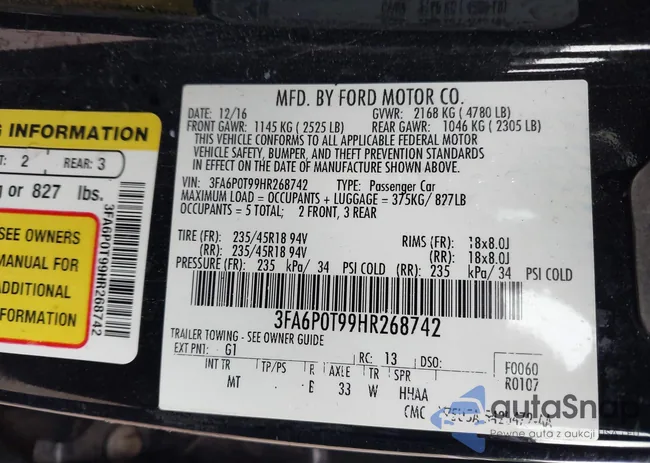 G INFORMATION
: 2 REAR: 3
g or 827 lbs.
SEE OWNERS
MANUAL FOR
ADDITIONAL
INFORMATION
3FA6P0T99HR268742
MFD. BY FORD MOTOR CO.
DATE: 12/16 GVWR: 2168 KG ( 4780 LB)
FRONT GAWR: 1145 KG ( 2525 LB) REAR GAWR: 1046 KG ( 2305 LB)
THIS VEHICLE CONFORMS TO ALL APPLICABLE FEDERAL MOTOR
VEHICLE SAFETY, BUMPER, AND THEFT PREVENTION STANDARDS
IN EFFECT ON THE DATE OF MANUFACTURE SHOWN ABOVE.
VIN: 3FA6P0T99HR268742 TYPE: Passenger Car
MAXIMUM LOAD = OCCUPANTS + LUGGAGE = 375KG/ 827LB
OCCUPANTS = 5 TOTAL; 2 FRONT, 3 REAR
TIRE (FR): 235/45R18 94V RIMS (FR): 18x8.0J
(RR): 235/45R18 94V (RR): 18x8.0J
PRESSURE (FR): 235 kPa/ 34 PSI COLD (RR): 235 kPa/ 34 PSI COLD
3FA6P0T99HR268742
TRAILER TOWING - SEE OWNER GUIDE
EXT PNT: G1 RC: 13 DSO: F0060
INT TR TP/PS R AXLE TR SPR R0107
MT E 33 W H4AA
CMC
autoSnap
Pewne auta z aukcji USA i EU